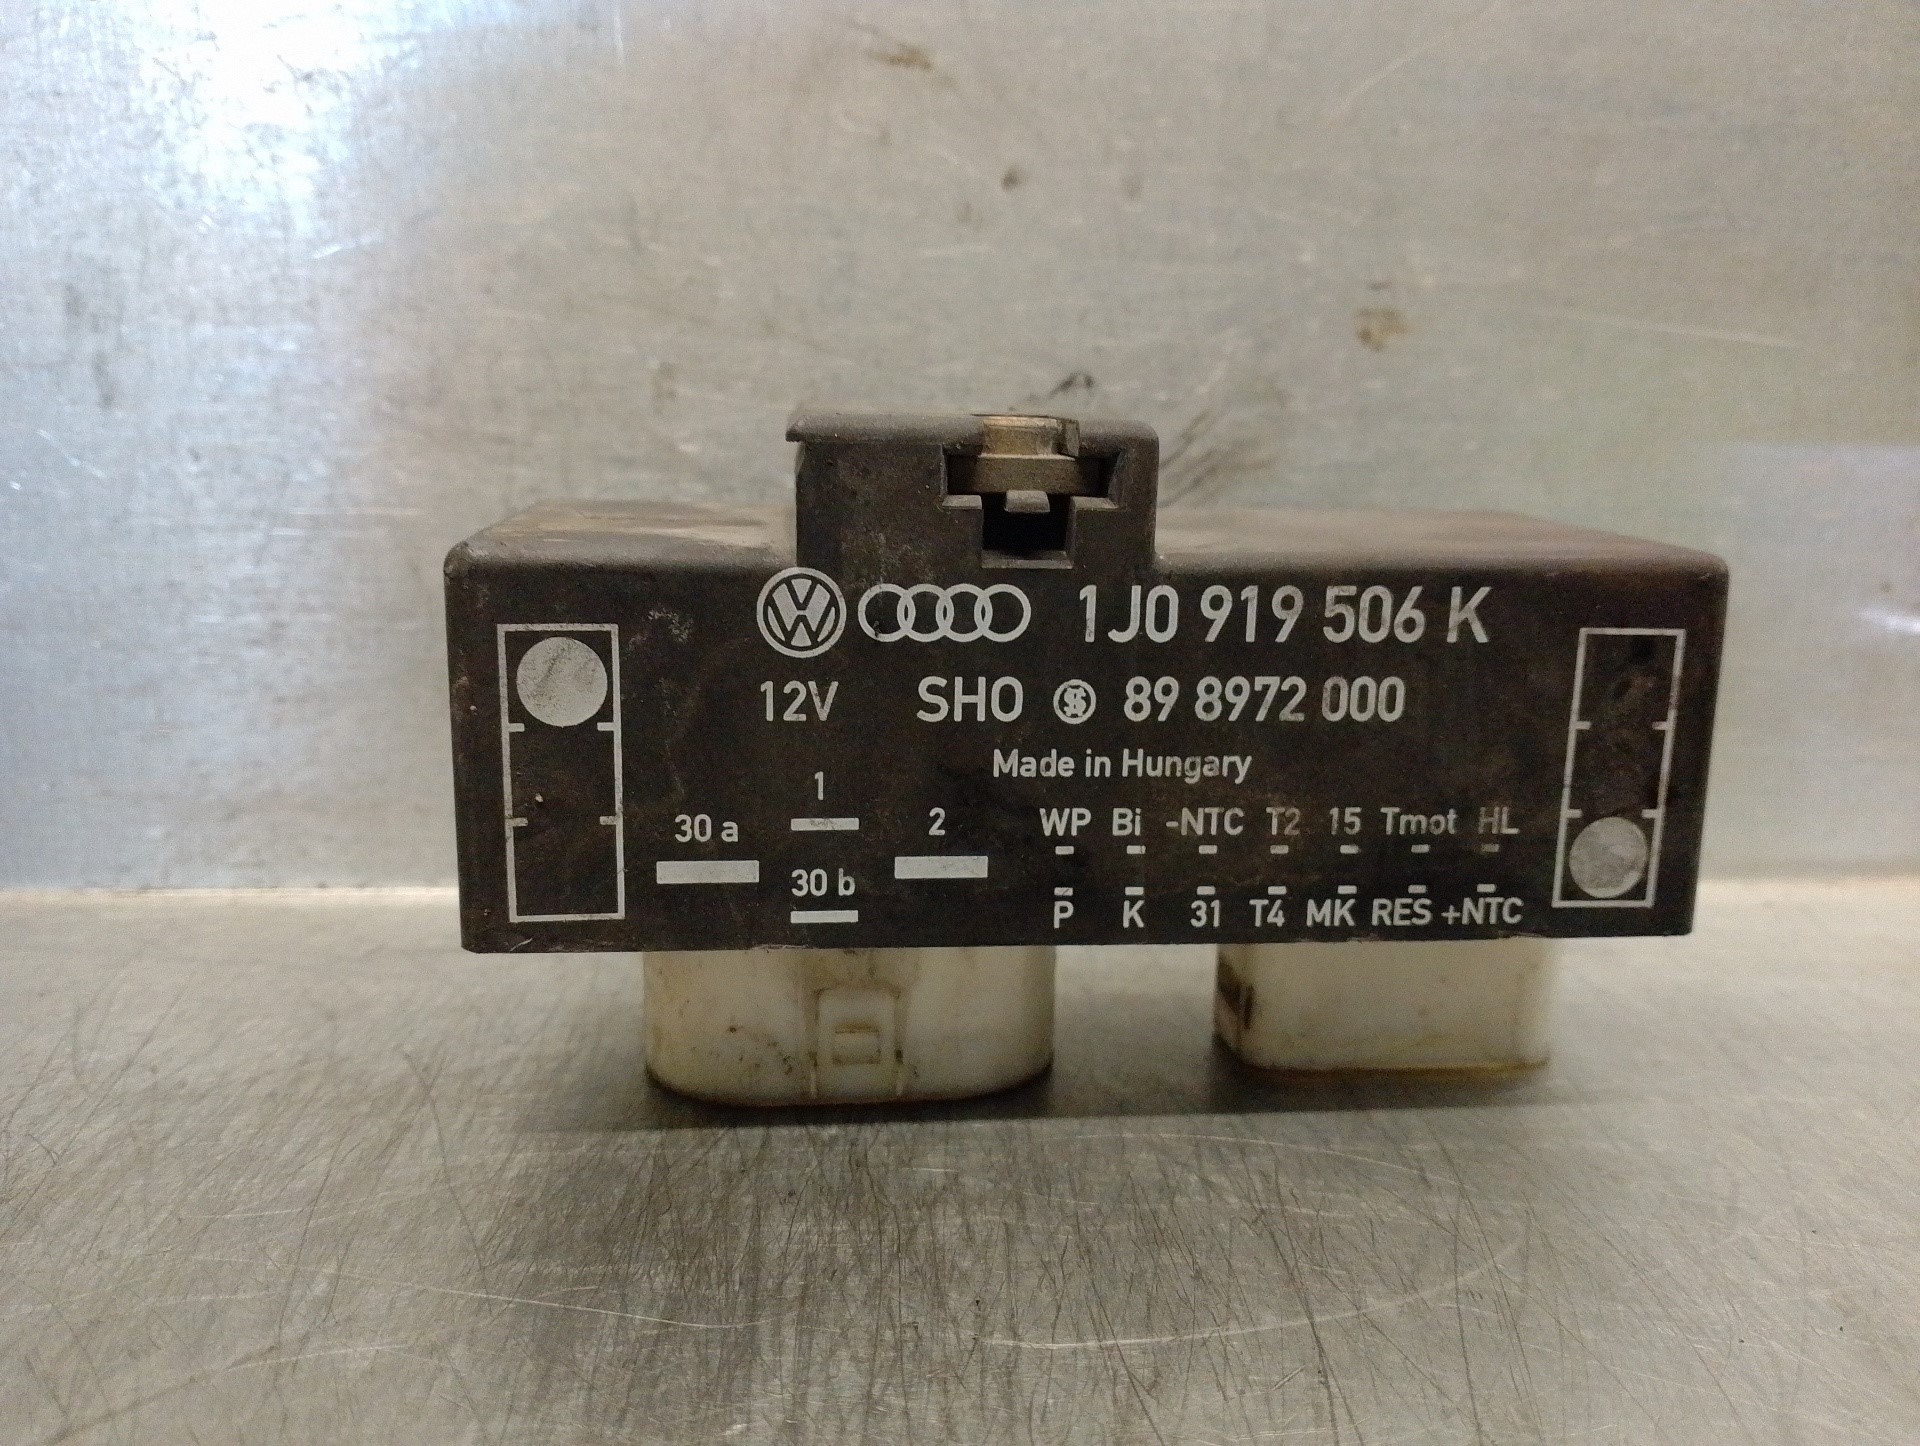 1J0 919 506 K
12V SHO 89 8972 000
Made in Hungary
1
30 a 2 WP Bi -NTC T2 15 Tmot HL
30 b
P K 31 T4 MK RES +NTC